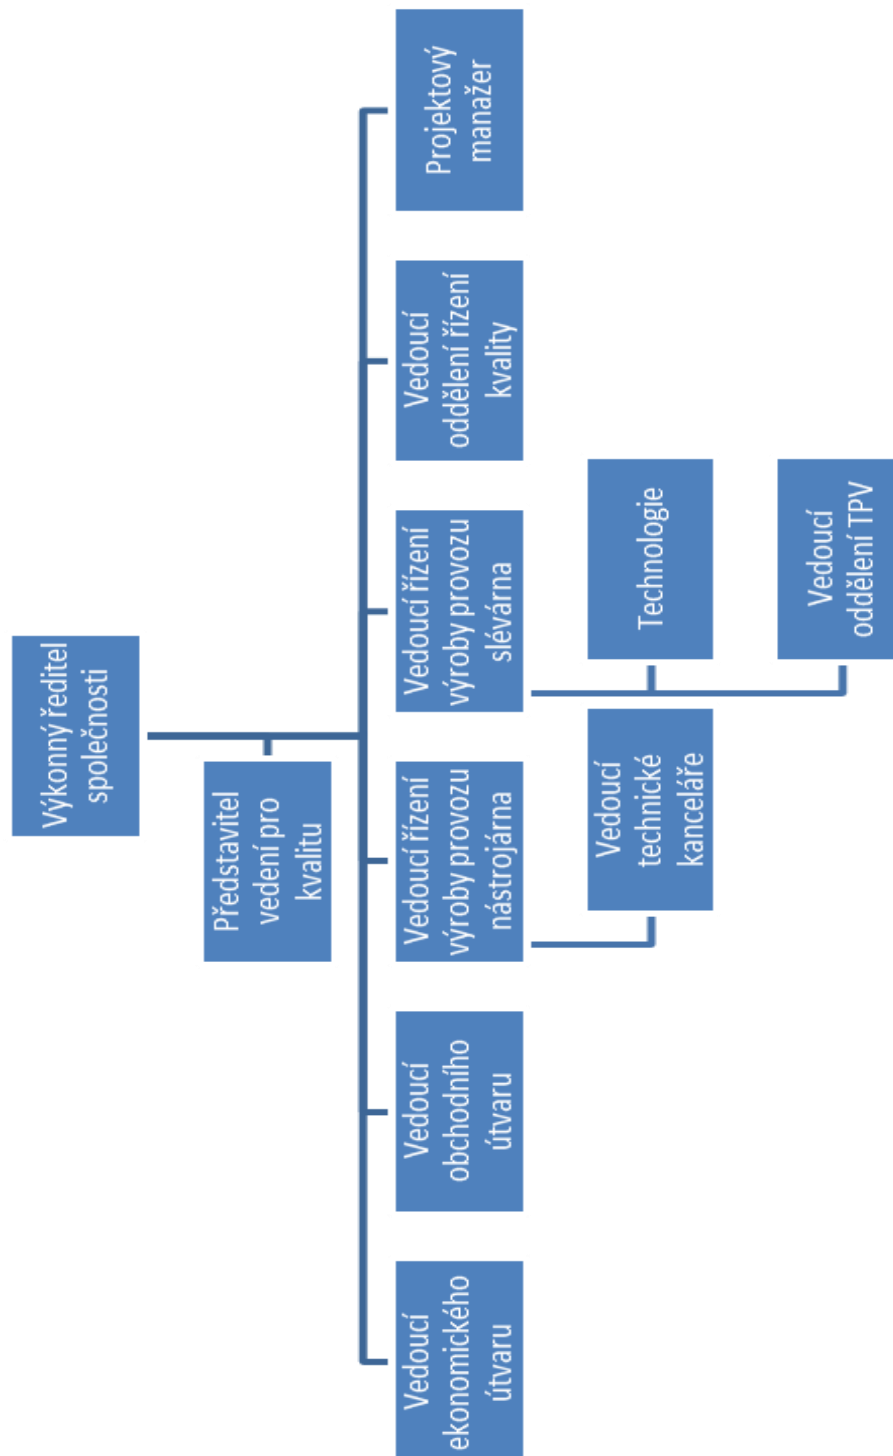 Výkonný ředitel
společnosti
Představitel
vedení pro
kvalitu
Vedoucí
ekonomického
útvaru
Vedoucí
obchodního
útvaru
Vedoucí řízení
výroby provozu
nástrojárna
Vedoucí řízení
výroby provozu
slévárna
Vedoucí
oddělení řízení
kvality
Projektový
manažer
Vedoucí
technické
kanceláře
Technologie
Vedoucí
oddělení TPV